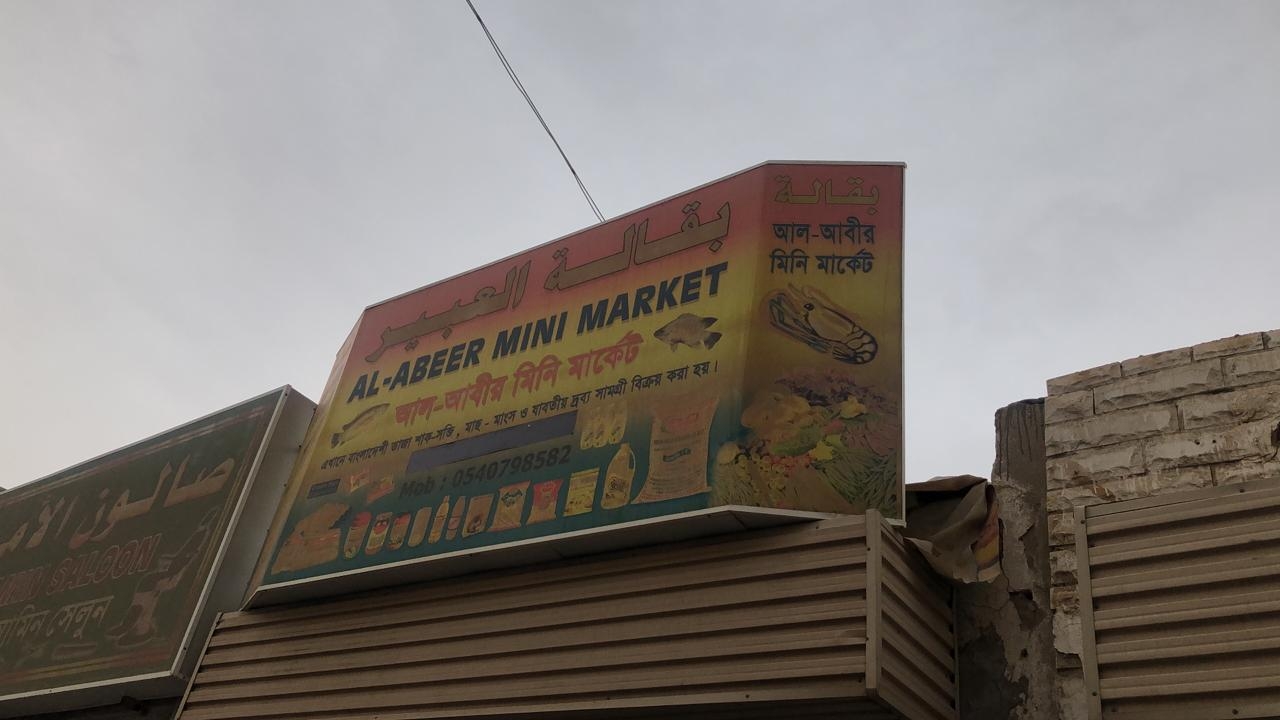 صالون الأمـ
SALOON
মিন সেলুন
بقالة العبير
AL-ABEER MINI MARKET
আল-আবীর মিনি মার্কেট
এখানে বাংলাদেশী তাজা শাক-সব্জি , মাছ - মাংস ও যাবতীয় দ্রব্য সামগ্রী বিক্রয় করা হয়।
Mob : 0540798582
بقالة
আল-আবীর
মিনি মার্কেট